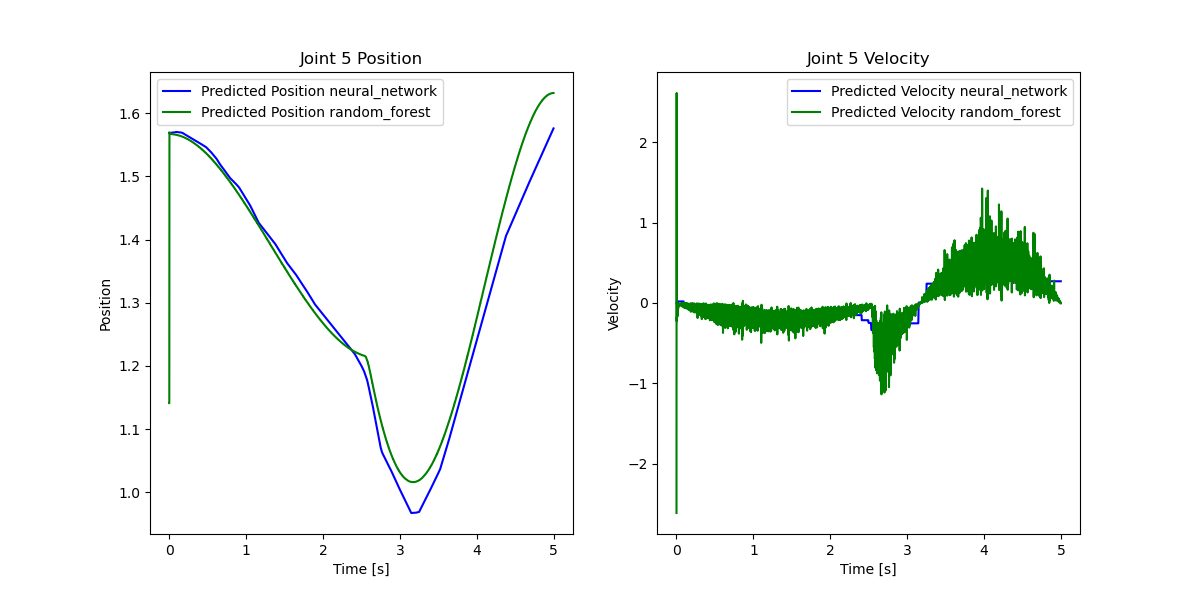 Joint 5 Position
Predicted Position neural_network
Predicted Position random_forest
1.6
1.5
1.4
1.3
1.2
1.1
1.0
Position
0 1 2 3 4 5
Time [s]
Joint 5 Velocity
Predicted Velocity neural_network
Predicted Velocity random_forest
2
1
0
−1
−2
Velocity
0 1 2 3 4 5
Time [s]